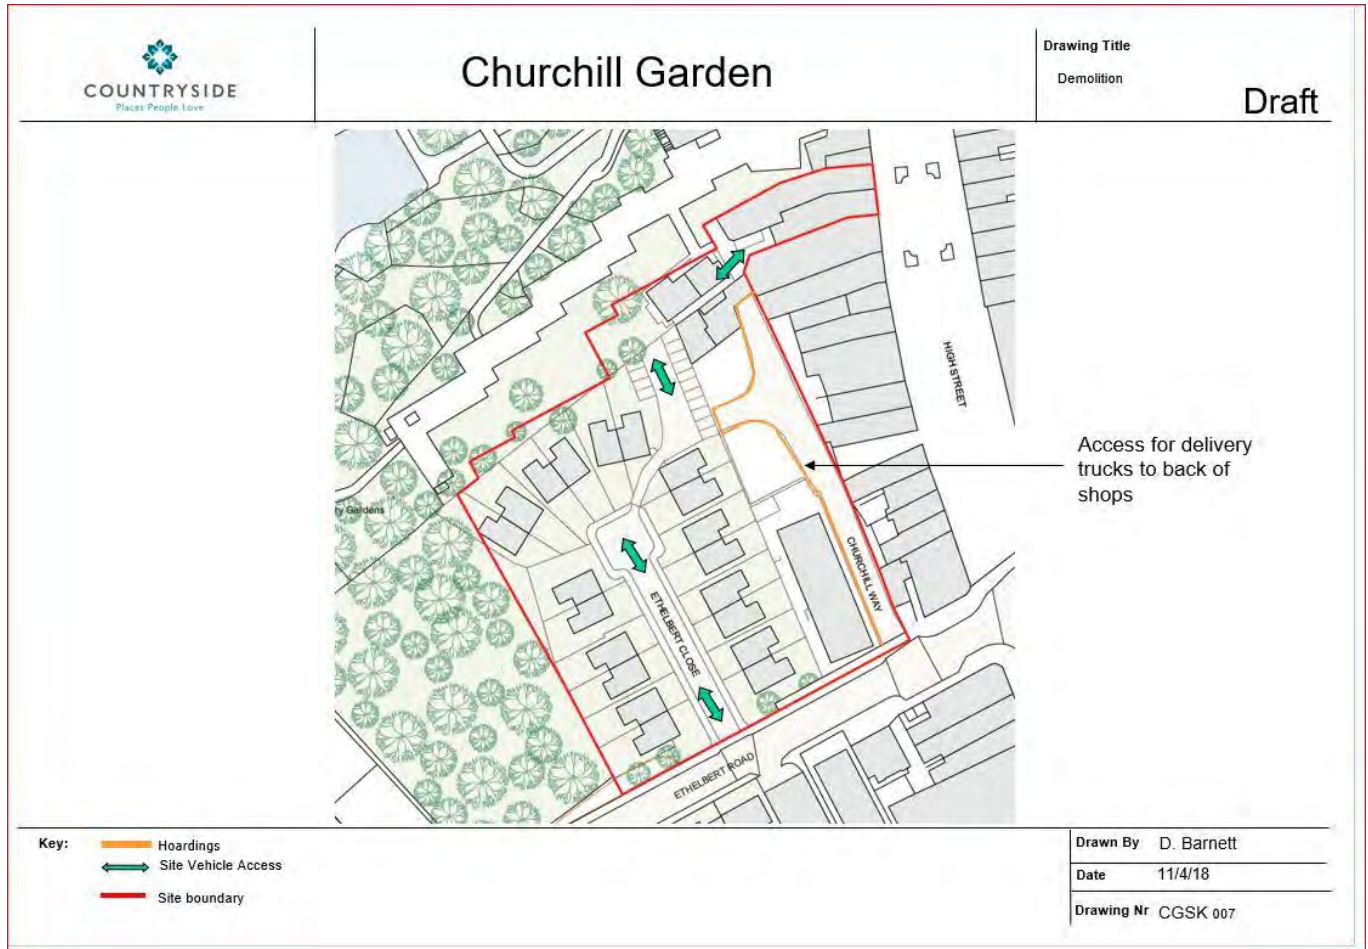 COUNTRYSIDE
Places People Love
Churchill Garden
Drawing Title
Demolition
Draft
HIGH STREET
Access for delivery
trucks to back of
shops
ry Gardens
CHURCHILL WAY
ETHELBERT CLOSE
ETHELBERT ROAD
Key:
Hoardings
Site Vehicle Access
Site boundary
Drawn By D. Barnett
Date 11/4/18
Drawing Nr CGSK 007